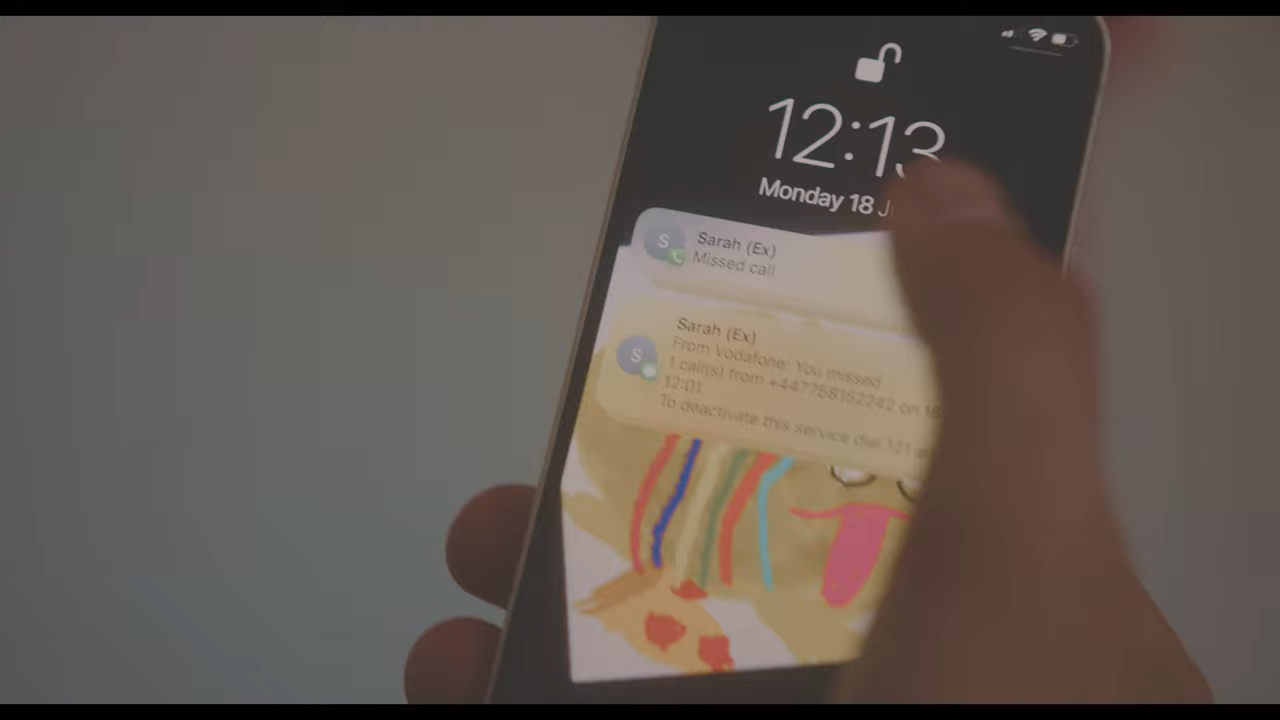 12:13
Monday 18
S
Sarah (Ex)
Missed call
S
Sarah (Ex)
From Vodafone: You missed
1 call(s) from +447758152242 on 18
12:01
To deactivate this service dial 121